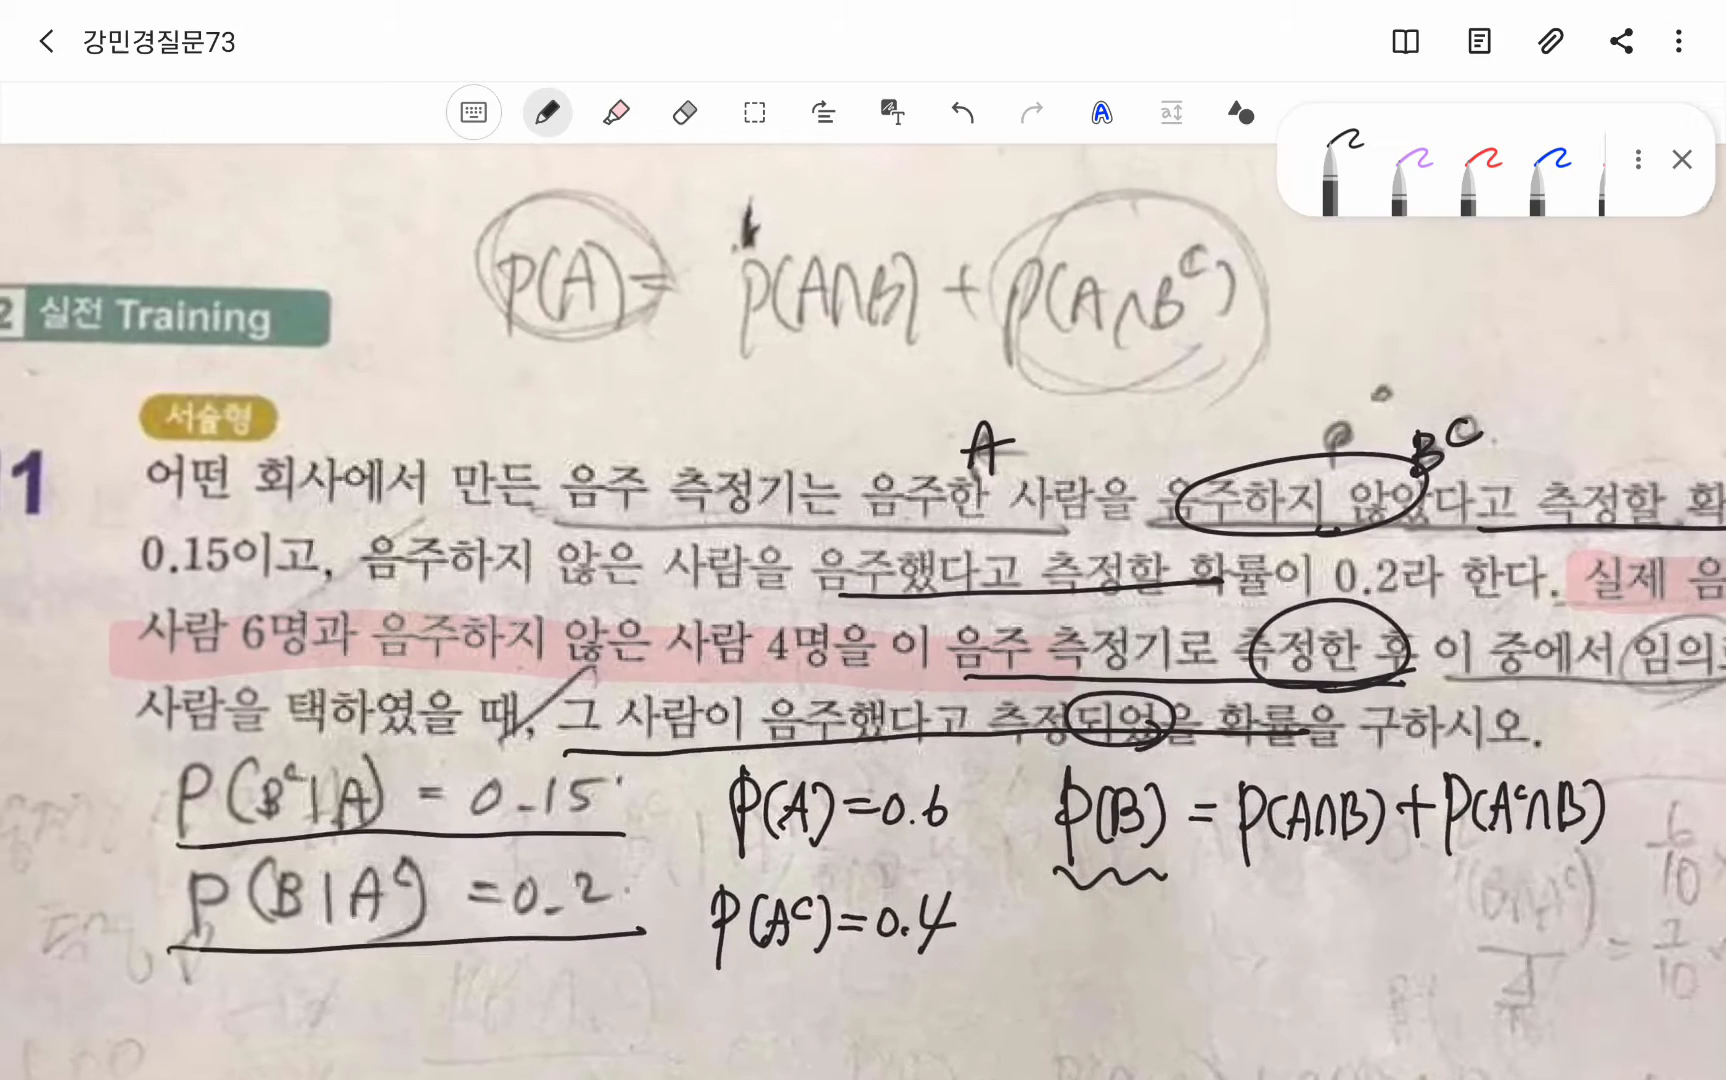 강민경질문73
P(A) = P(A∩B) + P(A∩Bᶜ)
2 실전 Training
서술형
A Bᶜ
1 어떤 회사에서 만든 음주 측정기는 음주한 사람을 음주하지 않았다고 측정할 확
0.15이고, 음주하지 않은 사람을 음주했다고 측정할 확률이 0.2라 한다. 실제 음
사람 6명과 음주하지 않은 사람 4명을 이 음주 측정기로 측정한 후 이 중에서 임의로
사람을 택하였을 때, 그 사람이 음주했다고 측정되었을 확률을 구하시오.
P(Bᶜ|A) = 0.15 P(A)=0.6 P(B) = P(A∩B)+P(Aᶜ∩B)
P(B|Aᶜ) = 0.2 P(Aᶜ)=0.4